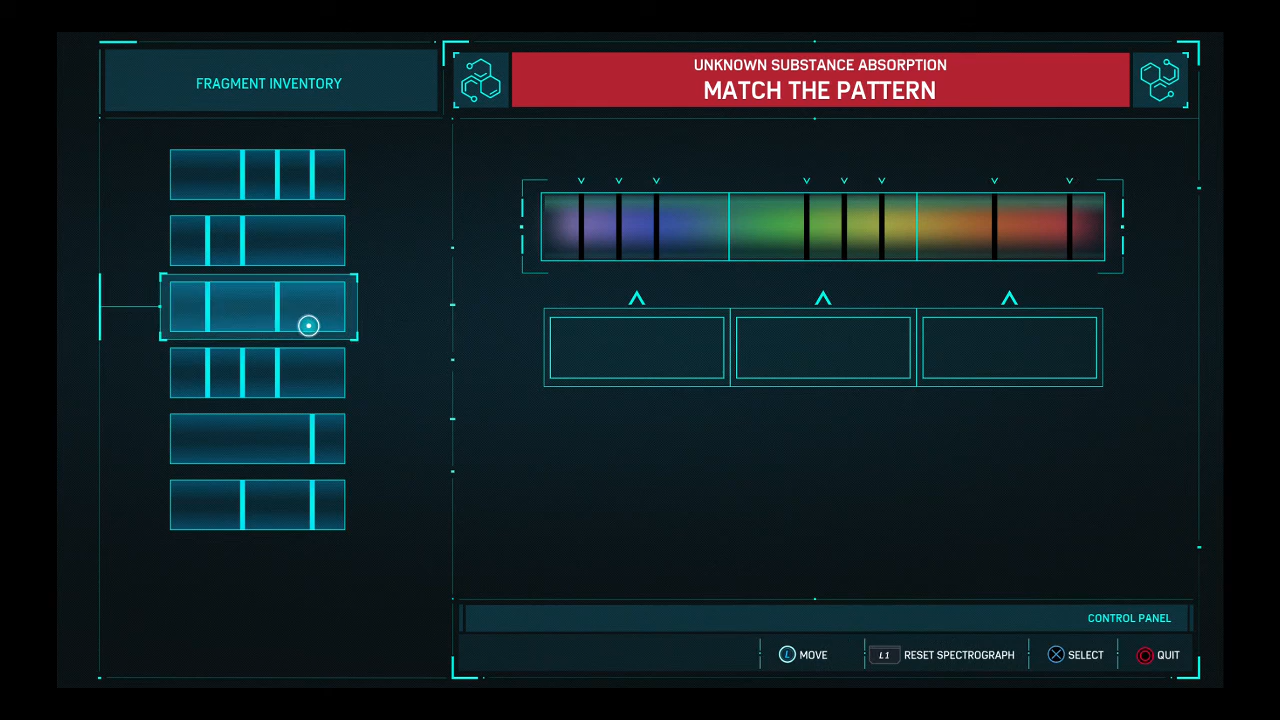 FRAGMENT INVENTORY
UNKNOWN SUBSTANCE ABSORPTION
MATCH THE PATTERN
CONTROL PANEL
L MOVE
L1 RESET SPECTROGRAPH
SELECT
QUIT